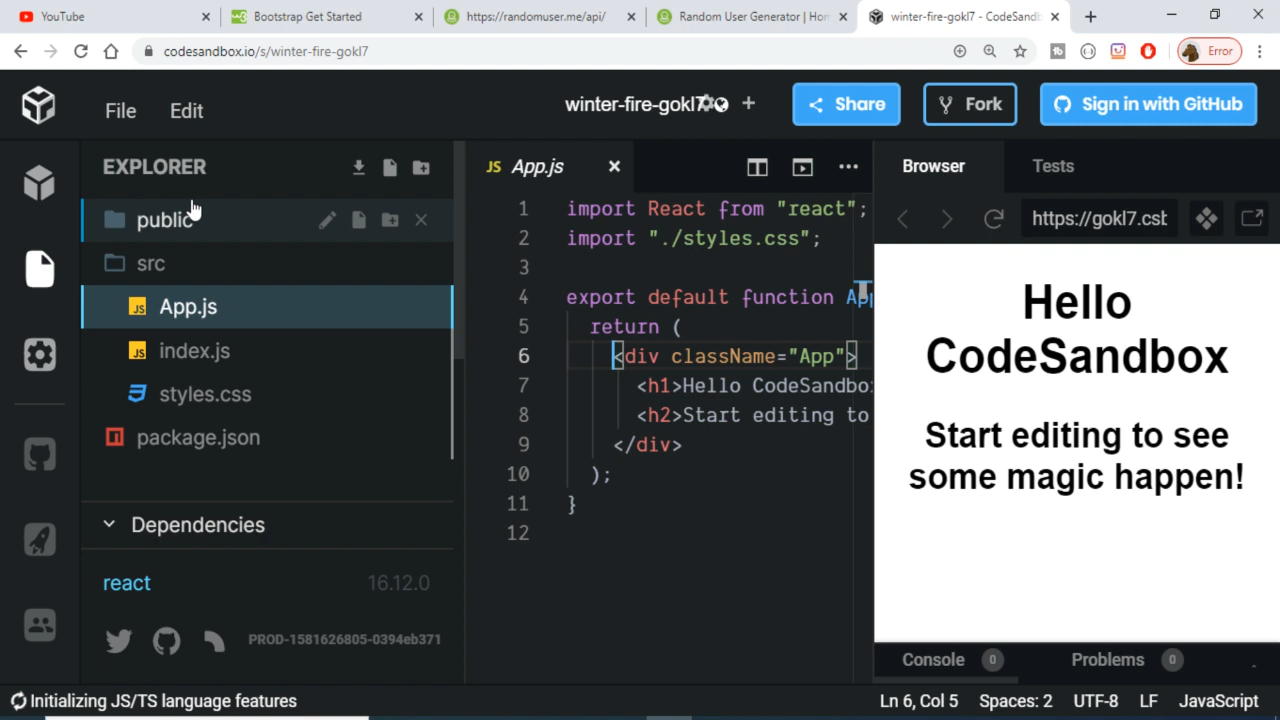 YouTube
Bootstrap Get Started
https://randomuser.me/api/
Random User Generator | Hom
winter-fire-gokl7 - CodeSandb
codesandbox.io/s/winter-fire-gokl7
Error
File
Edit
winter-fire-gokl7
Share
Fork
Sign in with GitHub
EXPLORER
public
src
JS App.js
JS index.js
styles.css
package.json
Dependencies
react 16.12.0
PROD-1581626805-0394eb371
JS App.js
1 import React from "react";
2 import "./styles.css";
3
4 export default function App
5 return (
6 <div className="App">
7 <h1>Hello CodeSandbo
8 <h2>Start editing to
9 </div>
10 );
11 }
12
Browser
Tests
https://gokl7.csb
Hello
CodeSandbox
Start editing to see
some magic happen!
Console 0
Problems 0
Initializing JS/TS language features
Ln 6, Col 5
Spaces: 2
UTF-8
LF
JavaScript